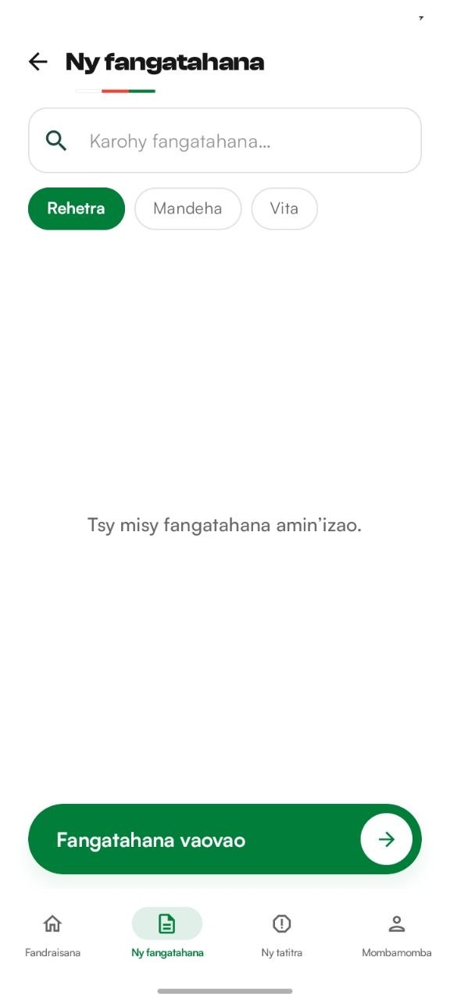 Ny fangatahana
Karohy fangatahana...
Rehetra
Mandeha
Vita
Tsy misy fangatahana amin’izao.
Fangatahana vaovao
Fandraisana
Ny fangatahana
Ny tatitra
Mombamomba